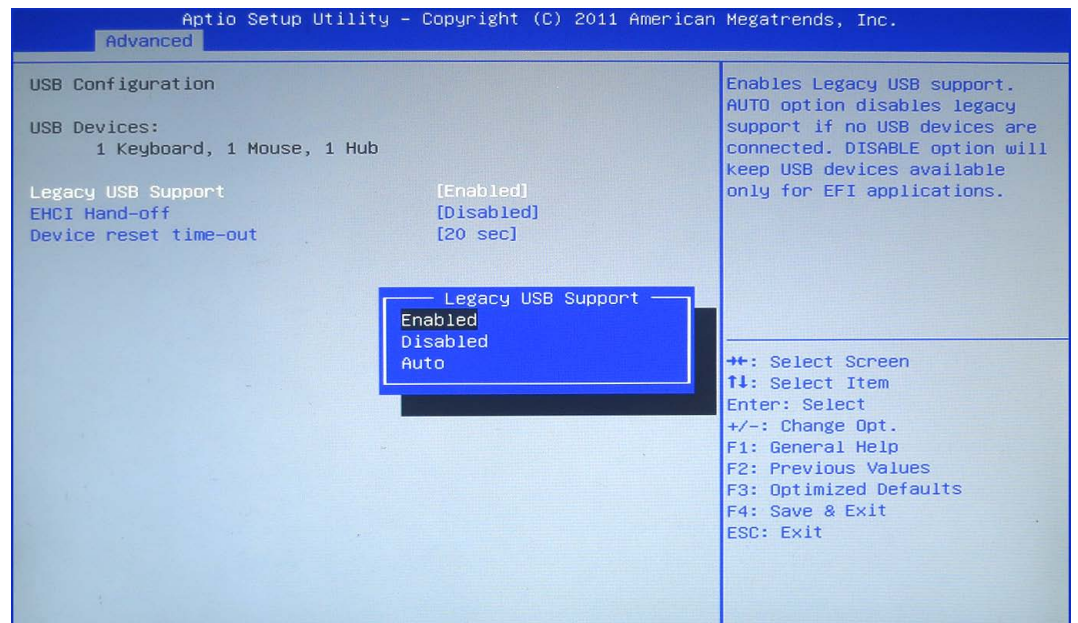 Aptio Setup Utility – Copyright (C) 2011 American Megatrends, Inc.
Advanced
USB Configuration
USB Devices:
1 Keyboard, 1 Mouse, 1 Hub
Legacy USB Support [Enabled]
EHCI Hand-off [Disabled]
Device reset time-out [20 sec]
Legacy USB Support
Enabled
Disabled
Auto
Enables Legacy USB support.
AUTO option disables legacy
support if no USB devices are
connected. DISABLE option will
keep USB devices available
only for EFI applications.
→←: Select Screen
↑↓: Select Item
Enter: Select
+/-: Change Opt.
F1: General Help
F2: Previous Values
F3: Optimized Defaults
F4: Save & Exit
ESC: Exit